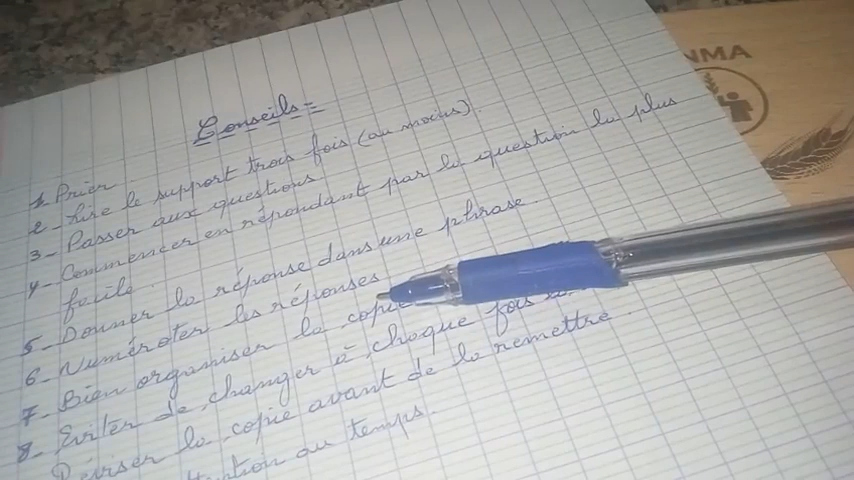 Conseils
1. Prier
2 - Lire le support trois fois (au moins).
3 - Passer aux questions
4 - Commencer en répondant par la question la plus
facile.
5 - Donner la réponse dans une phrase.
6 - Numéroter les réponses
7 - Bien organiser la copie
8 - Eviter de changer à chaque fois
Réviser la copie avant de la remettre.
au temps.
NMA